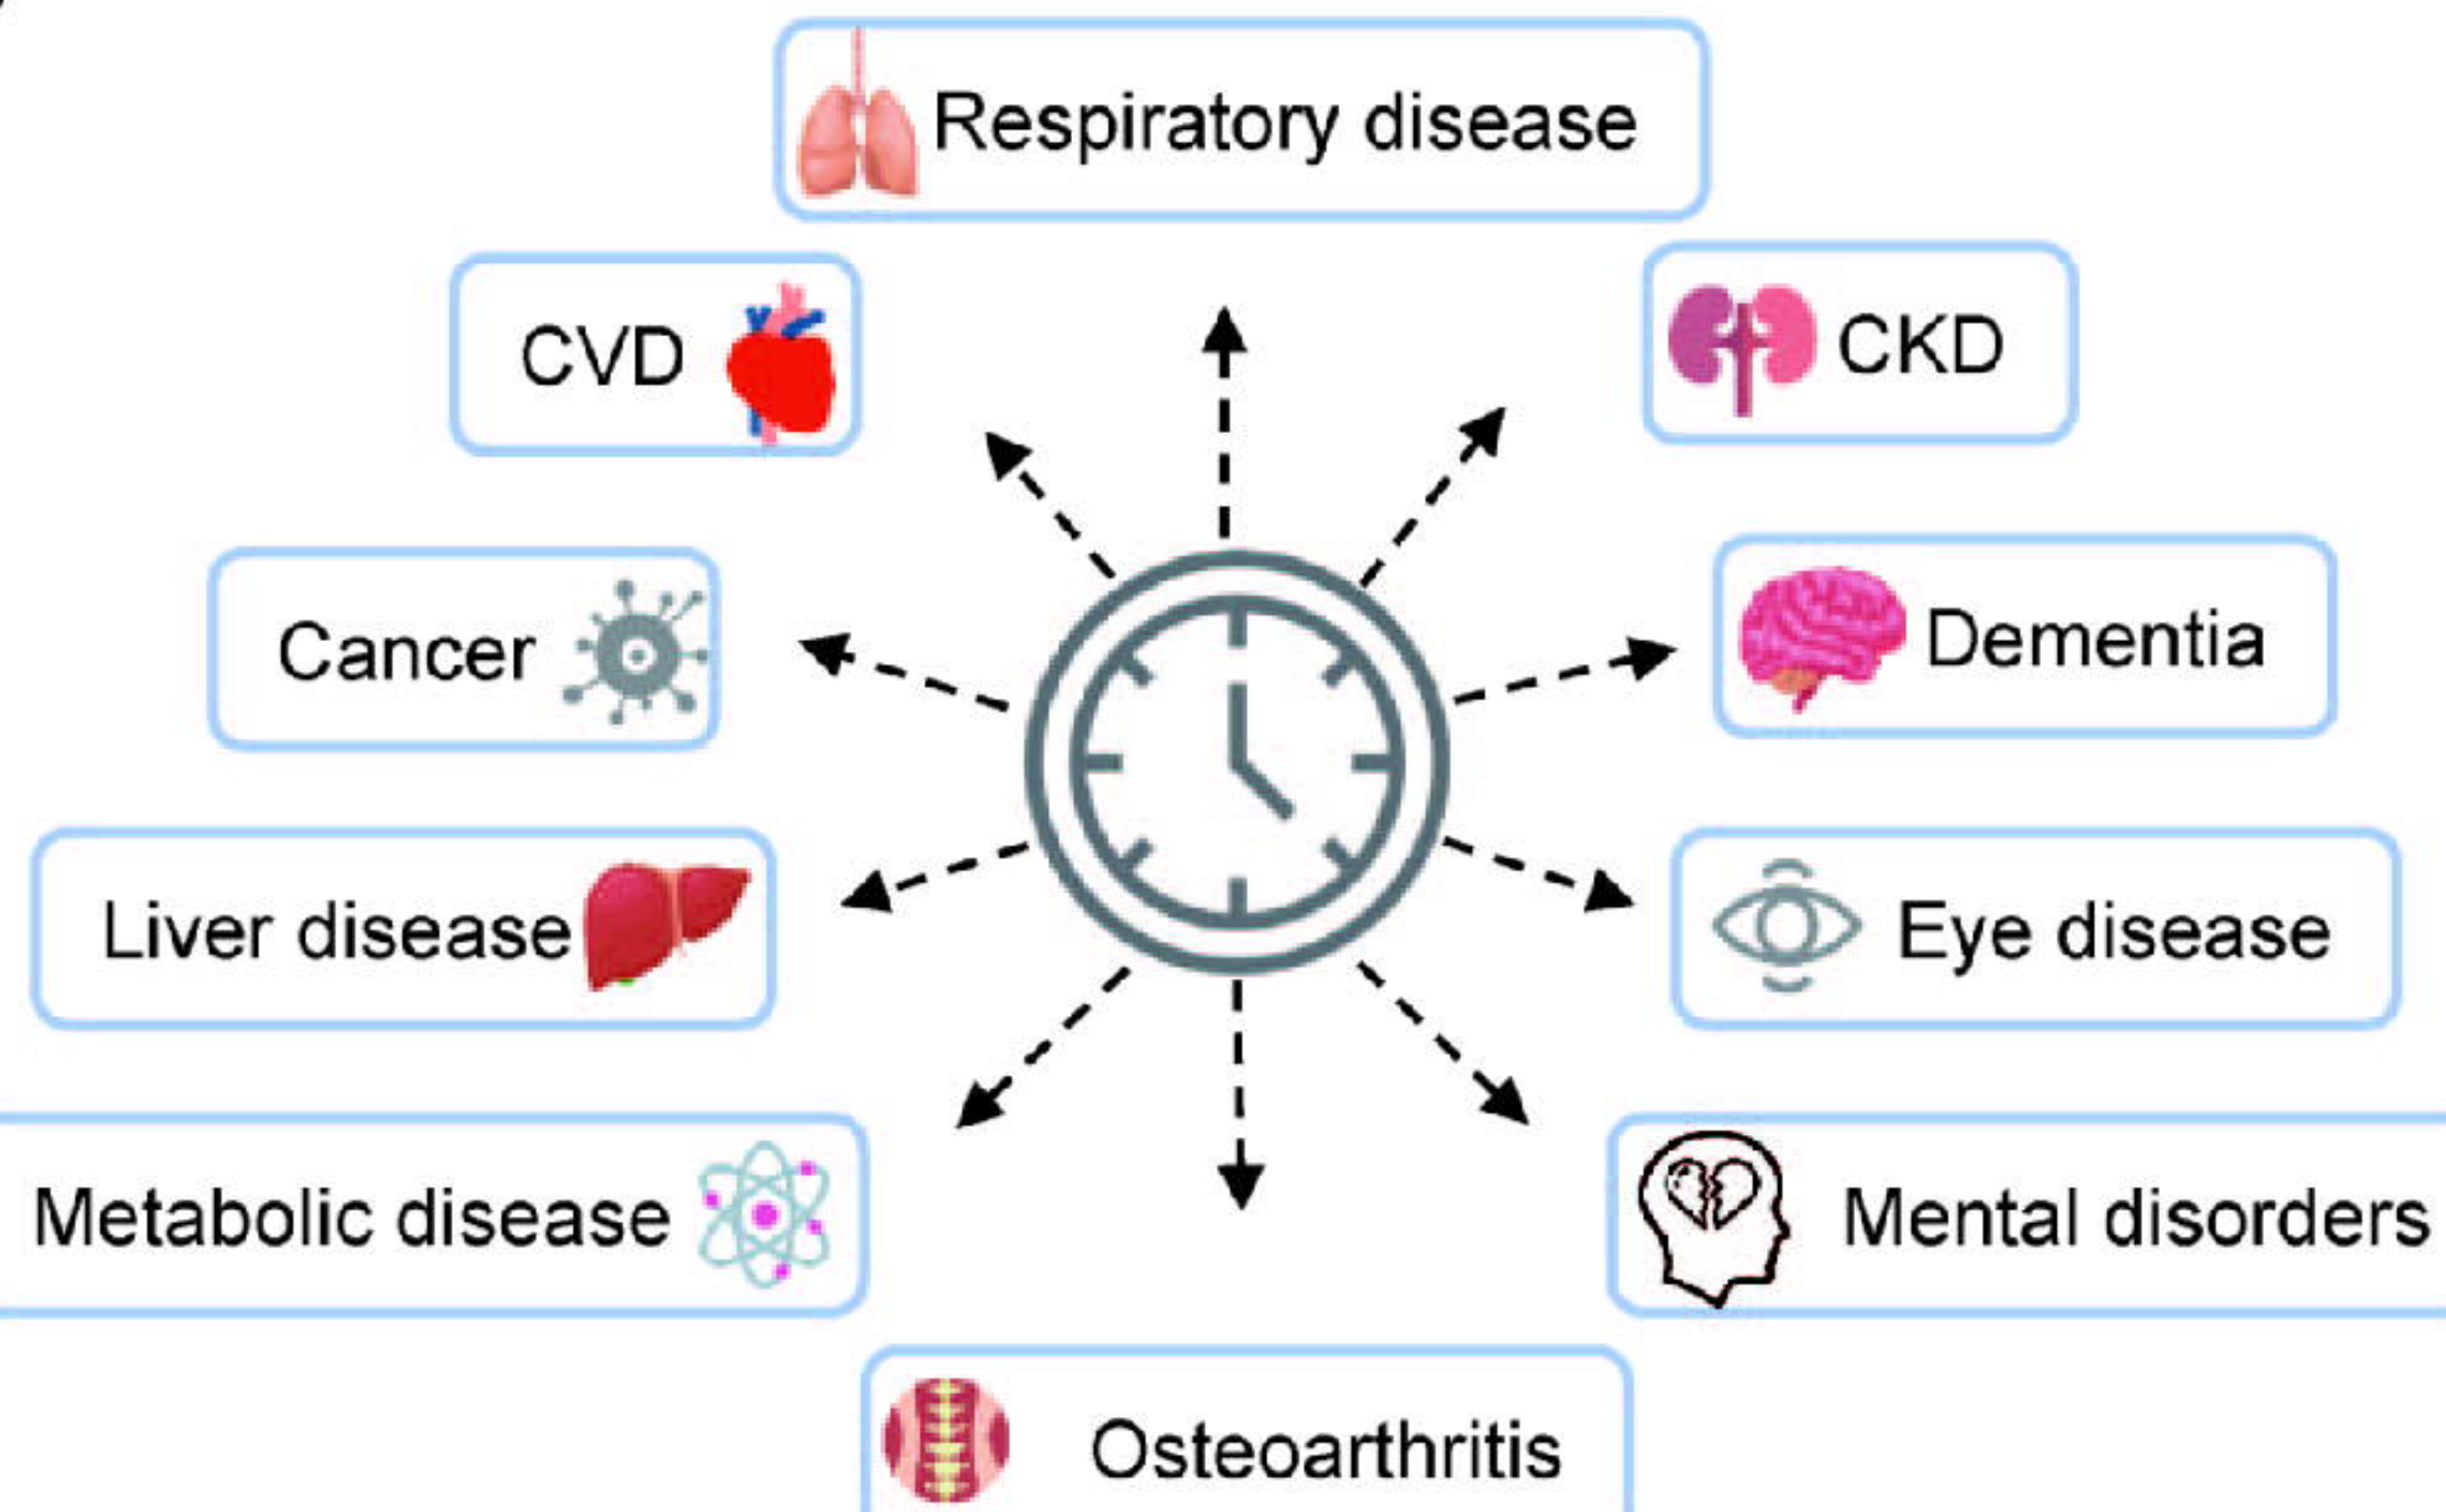 Respiratory disease
CVD
CKD
Cancer
Dementia
Liver disease
Eye disease
Metabolic disease
Mental disorders
Osteoarthritis